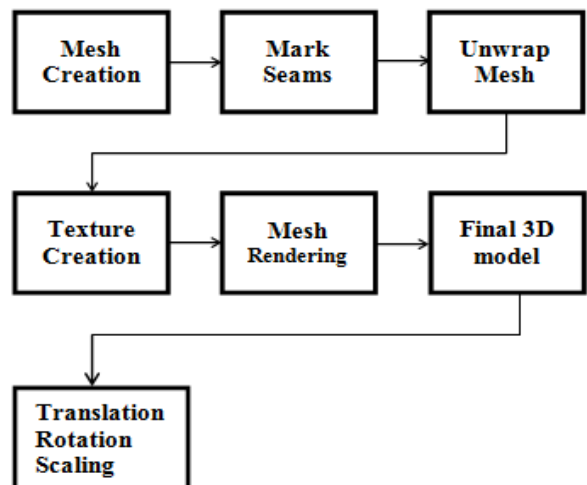 Mesh
Creation
Mark
Seams
Unwrap
Mesh
Texture
Creation
Mesh
Rendering
Final 3D
model
Translation
Rotation
Scaling